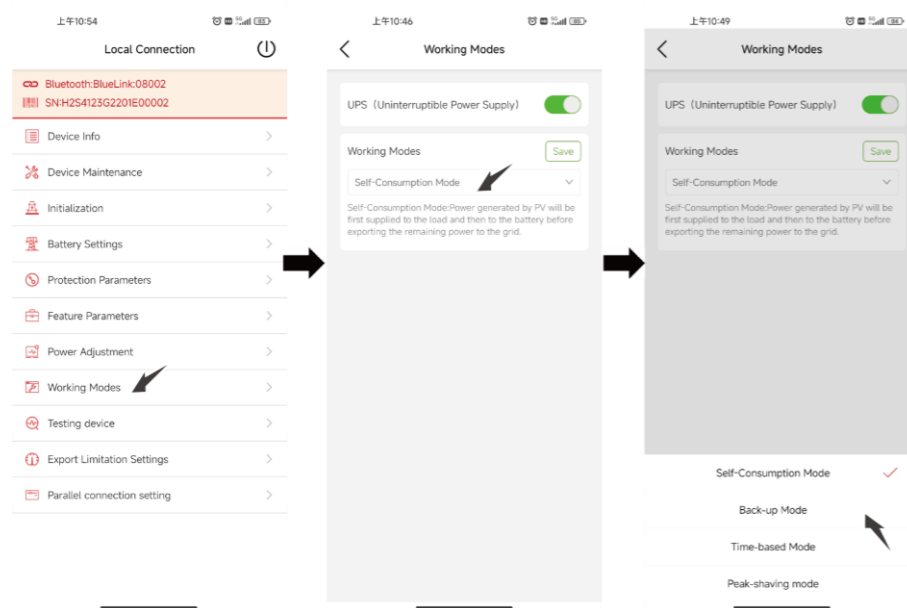 上午10:54
5G
83
Local Connection
Bluetooth:BlueLink:08002
SN:H2S4123G2201E00002
Device Info
Device Maintenance
Initialization
Battery Settings
Protection Parameters
Feature Parameters
Power Adjustment
Working Modes
Testing device
Export Limitation Settings
Parallel connection setting
上午10:46
5G
85
Working Modes
UPS（Uninterruptible Power Supply）
Working Modes
Save
Self-Consumption Mode
Self-Consumption Mode:Power generated by PV will be
first supplied to the load and then to the battery before
exporting the remaining power to the grid.
上午10:49
5G
84
Working Modes
UPS（Uninterruptible Power Supply）
Working Modes
Save
Self-Consumption Mode
Self-Consumption Mode:Power generated by PV will be
first supplied to the load and then to the battery before
exporting the remaining power to the grid.
Self-Consumption Mode
Back-up Mode
Time-based Mode
Peak-shaving mode